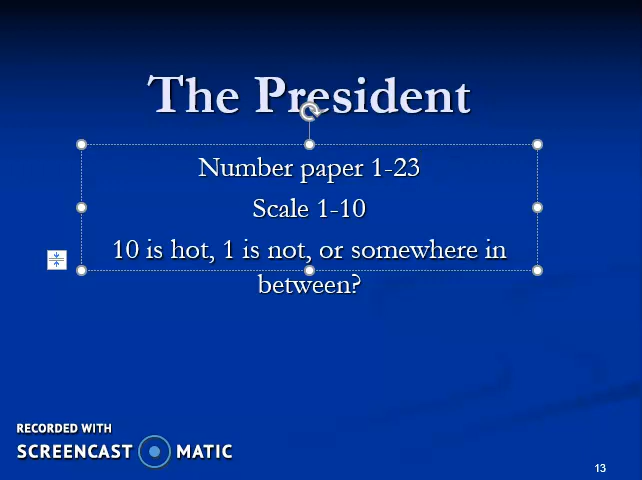 The President
Number paper 1-23
Scale 1-10
10 is hot, 1 is not, or somewhere in
between?
RECORDED WITH
SCREENCAST MATIC
13